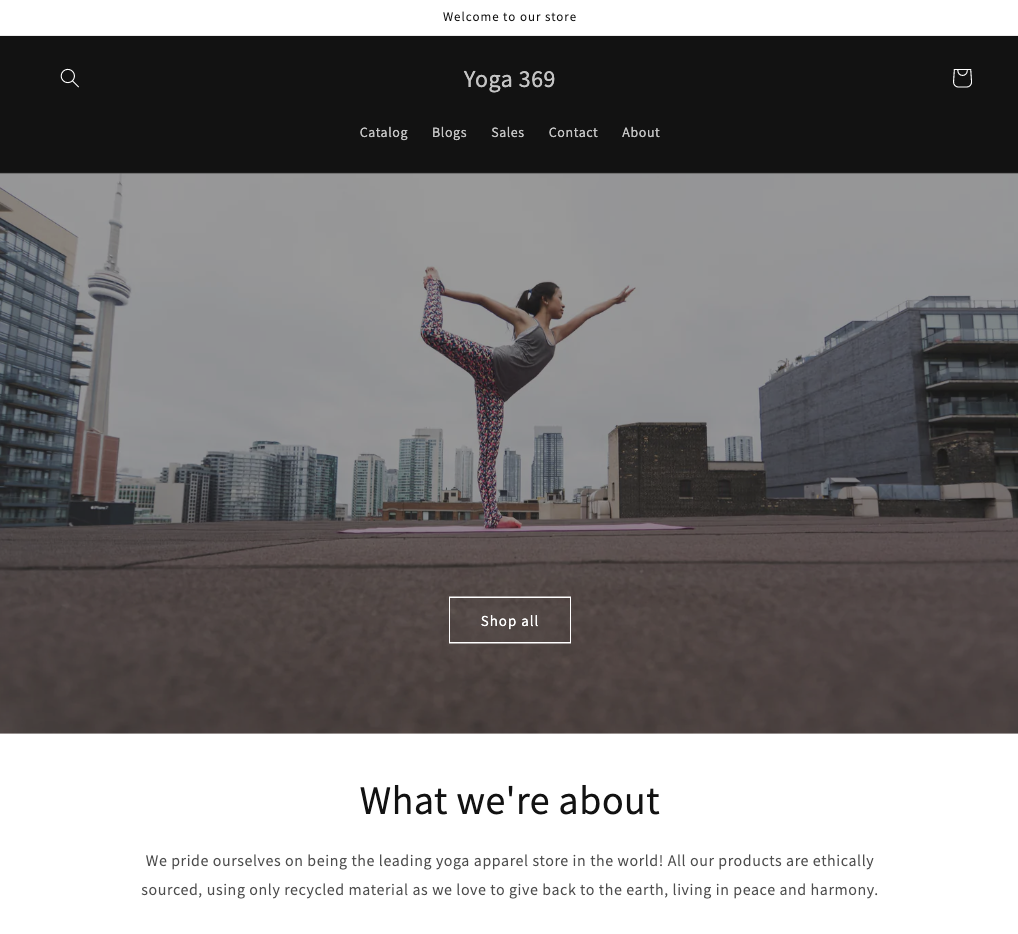 Welcome to our store
Yoga 369
Catalog Blogs Sales Contact About
Shop all
What we're about
We pride ourselves on being the leading yoga apparel store in the world! All our products are ethically
sourced, using only recycled material as we love to give back to the earth, living in peace and harmony.